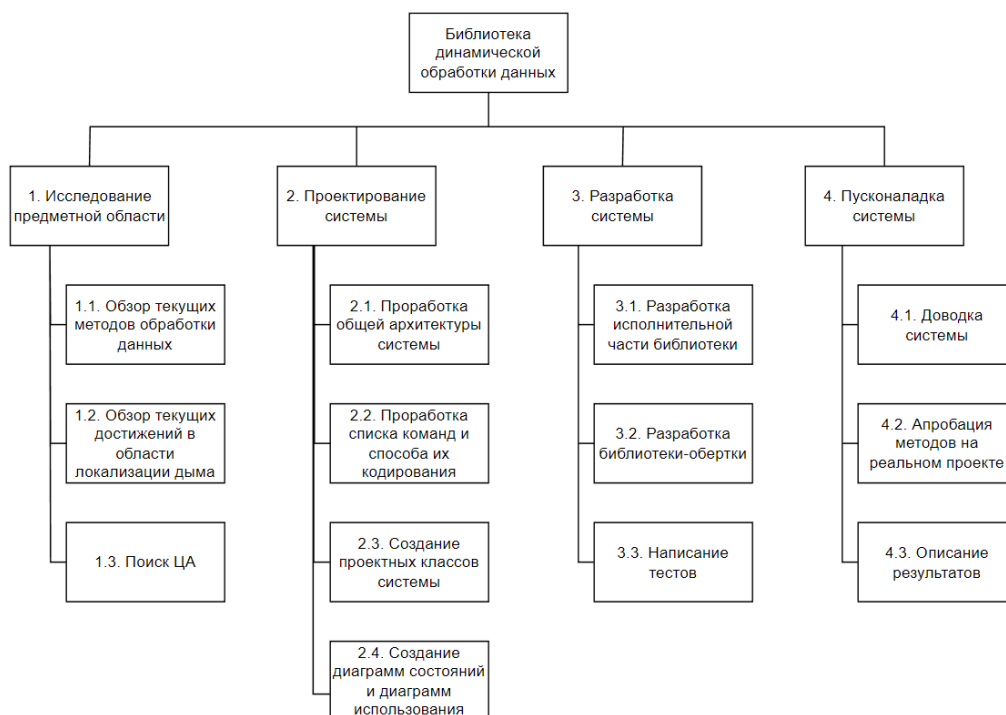 Библиотека
динамической
обработки данных
1. Исследование
предметной области
2. Проектирование
системы
3. Разработка
системы
4. Пусконаладка
системы
1.1. Обзор текущих
методов обработки
данных
2.1. Проработка
общей архитектуры
системы
3.1. Разработка
исполнительной
части библиотеки
4.1. Доводка
системы
1.2. Обзор текущих
достижений в
области
локализации дыма
2.2. Проработка
списка команд и
способа их
кодирования
3.2. Разработка
библиотеки-обертки
4.2. Апробация
методов на
реальном проекте
1.3. Поиск ЦА
2.3. Создание
проектных классов
системы
3.3. Написание
тестов
4.3. Описание
результатов
2.4. Создание
диаграмм состояний
и диаграмм
использования